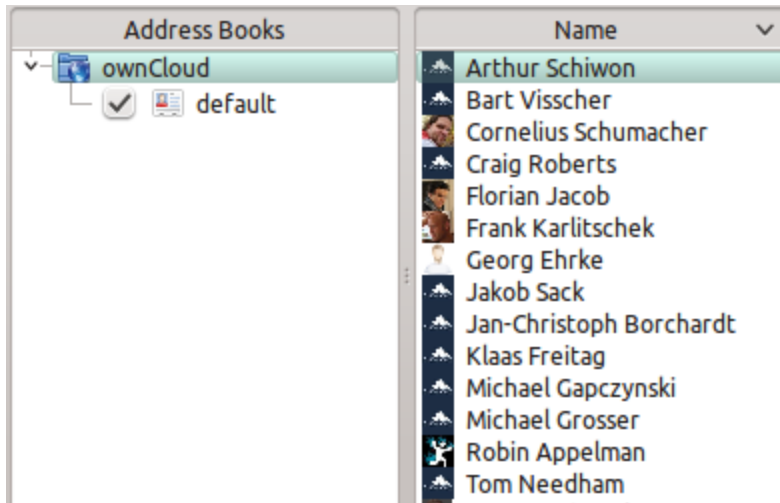 Address Books
ownCloud
default
Name
Arthur Schiwon
Bart Visscher
Cornelius Schumacher
Craig Roberts
Florian Jacob
Frank Karlitschek
Georg Ehrke
Jakob Sack
Jan-Christoph Borchardt
Klaas Freitag
Michael Gapczynski
Michael Grosser
Robin Appelman
Tom Needham